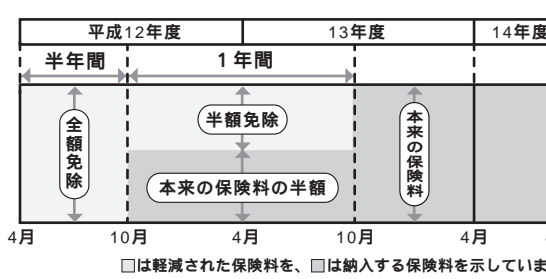 平成12年度 13年度 14年度
半年間 1年間
全額免除 半額免除 本来の保険料
本来の保険料の半額
4月 10月 4月 10月 4月
□は軽減された保険料を、□は納入する保険料を示していま